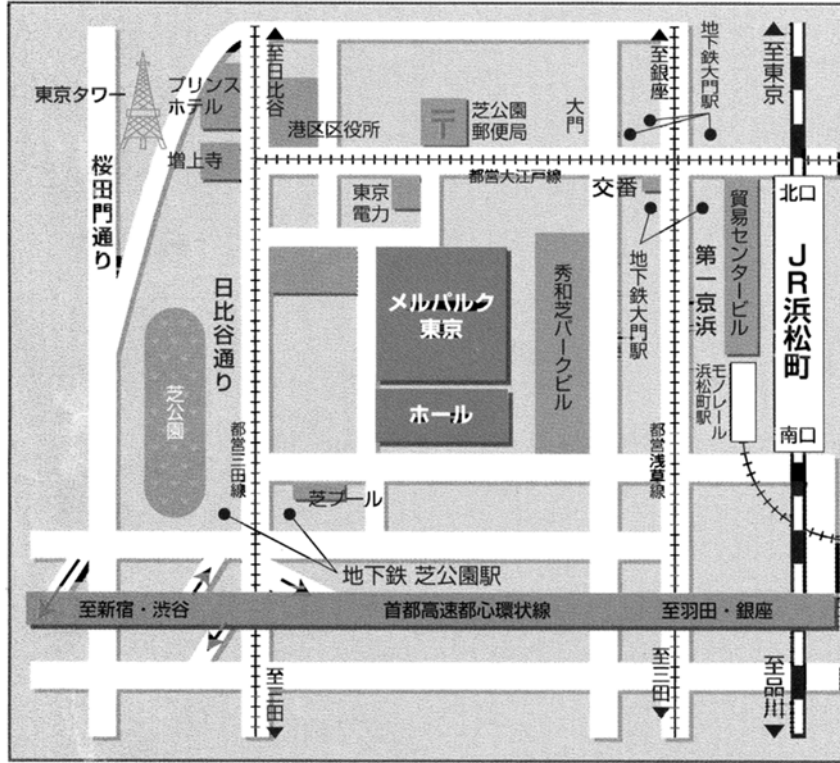 至日比谷
至銀座
地下鉄大門駅
至東京
東京タワー
プリンス
ホテル
港区区役所
芝公園
郵便局
大門
増上寺
桜田門通り
都営大江戸線
東京
電力
交番
北口
貿易センタービル
JR浜松町
第一京浜
地下鉄大門駅
秀和芝パークビル
メルパルク
東京
日比谷通り
芝公園
ホール
モノレール
浜松町駅
南口
都営三田線
都営浅草線
芝プール
地下鉄 芝公園駅
至新宿・渋谷
首都高速都心環状線
至羽田・銀座
至三田
至三田
至品川